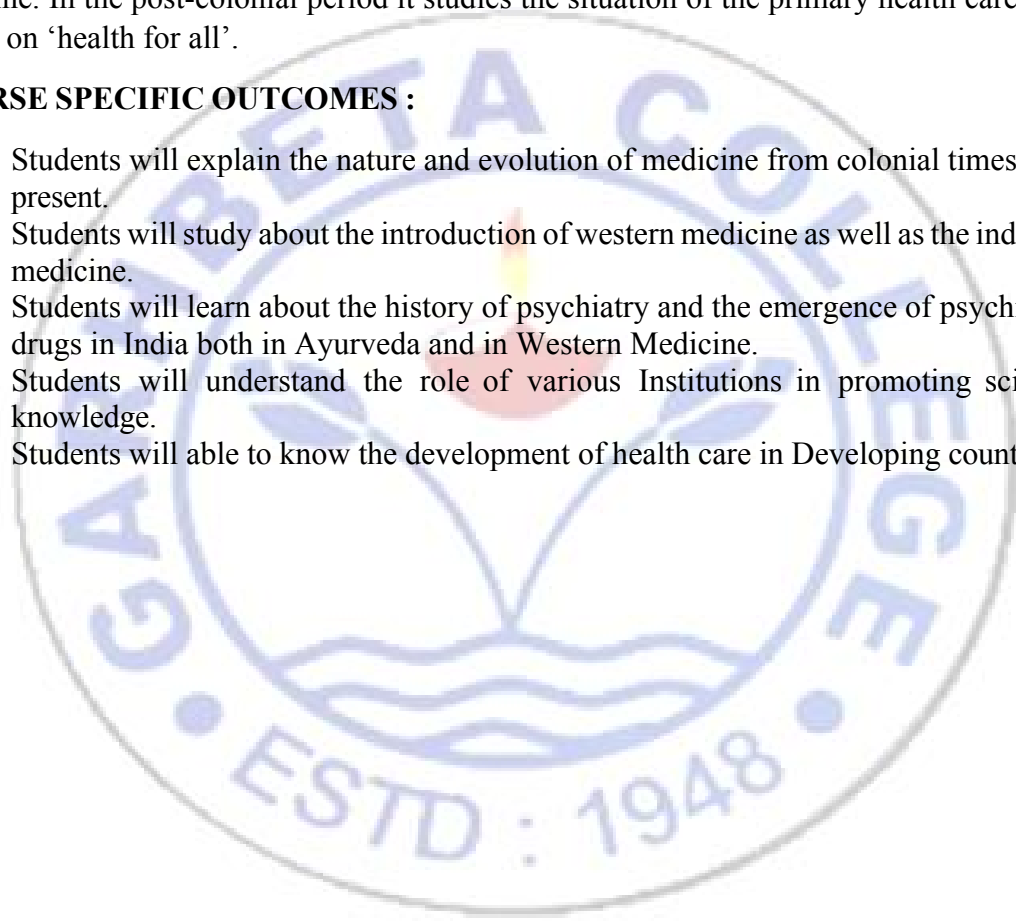 ne. In the post-colonial period it studies the situation of the primary health care
on ‘health for all’.
RSE SPECIFIC OUTCOMES :
Students will explain the nature and evolution of medicine from colonial times
present.
Students will study about the introduction of western medicine as well as the ind
medicine.
Students will learn about the history of psychiatry and the emergence of psych
drugs in India both in Ayurveda and in Western Medicine.
Students will understand the role of various Institutions in promoting sci
knowledge.
Students will able to know the development of health care in Developing count
GARHBETA COLLEGE
ESTD : 1948